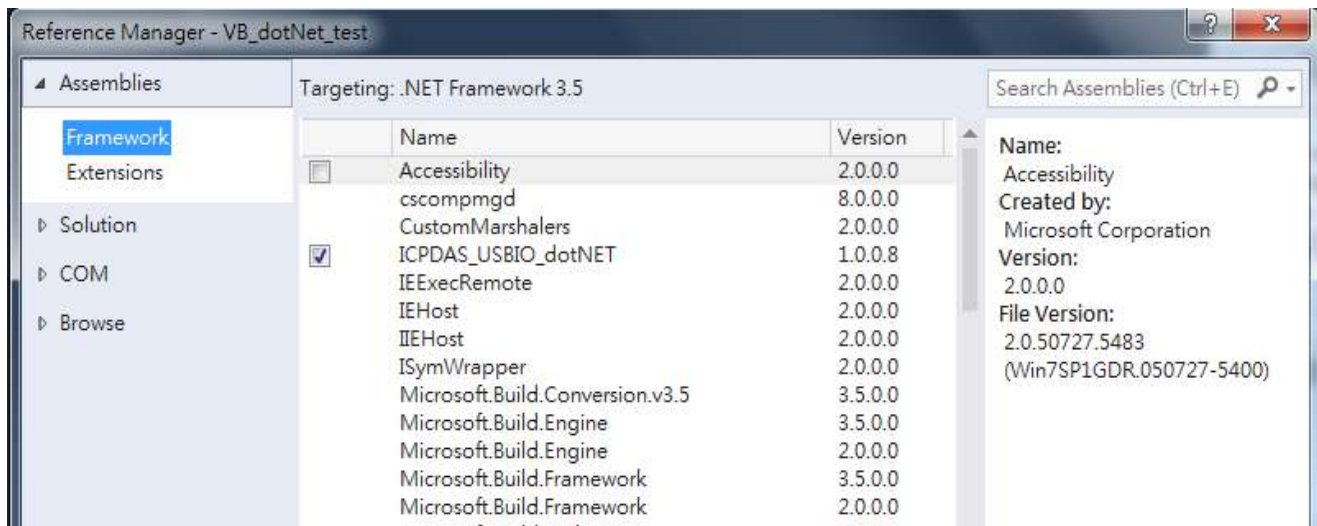 Reference Manager - VB_dotNet_test
Assemblies
Framework
Extensions
Solution
COM
Browse
Targeting: .NET Framework 3.5
Name Version
Accessibility 2.0.0.0
cscompmgd 8.0.0.0
CustomMarshalers 2.0.0.0
ICPDAS_USBIO_dotNET 1.0.0.8
IEExecRemote 2.0.0.0
IEHost 2.0.0.0
IIEHost 2.0.0.0
ISymWrapper 2.0.0.0
Microsoft.Build.Conversion.v3.5 3.5.0.0
Microsoft.Build.Engine 3.5.0.0
Microsoft.Build.Engine 2.0.0.0
Microsoft.Build.Framework 3.5.0.0
Microsoft.Build.Framework 2.0.0.0
Search Assemblies (Ctrl+E)
Name:
Accessibility
Created by:
Microsoft Corporation
Version:
2.0.0.0
File Version:
2.0.50727.5483
(Win7SP1GDR.050727-5400)